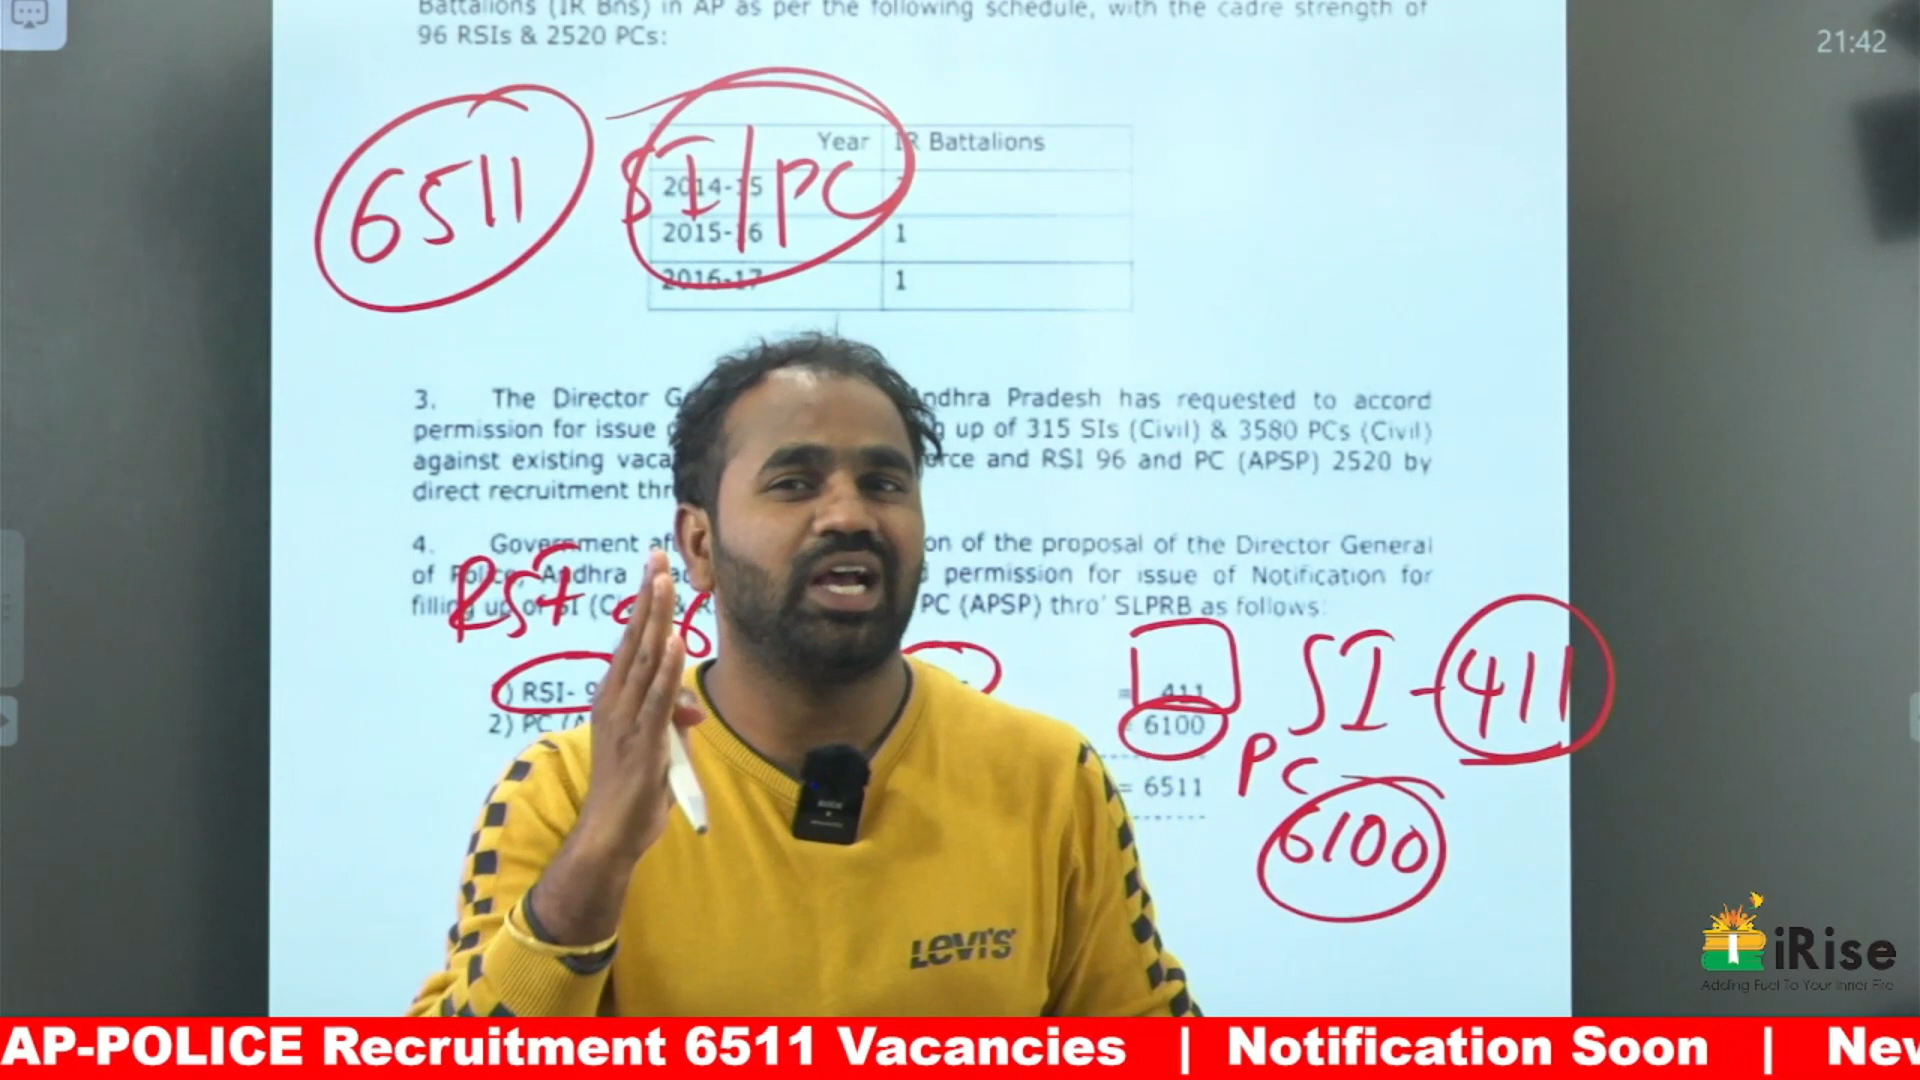 Battalions (IR Bns) in AP as per the following schedule, with the cadre strength of
96 RSIs & 2520 PCs:
21:42
6511 SI/PC
Year IR Battalions
2014-15
2015-16 1
2016-17 1
3. The Director Andhra Pradesh has requested to accord
permission for issue up of 315 SIs (Civil) & 3580 PCs (Civil)
against existing and RSI 96 and PC (APSP) 2520 by
direct recruitment
4. Government on of the proposal of the Director General
of Police, Andhra permission for issue of Notification for
filling up of SI & PC (APSP) thro' SLPRB as follows:
RSI 96
RSI- = 411 SI-411
2) PC 6100 PC
= 6511
6100
LEVI'S
iRise
Adding Fuel To Your Inner Fire
AP-POLICE Recruitment 6511 Vacancies | Notification Soon | New